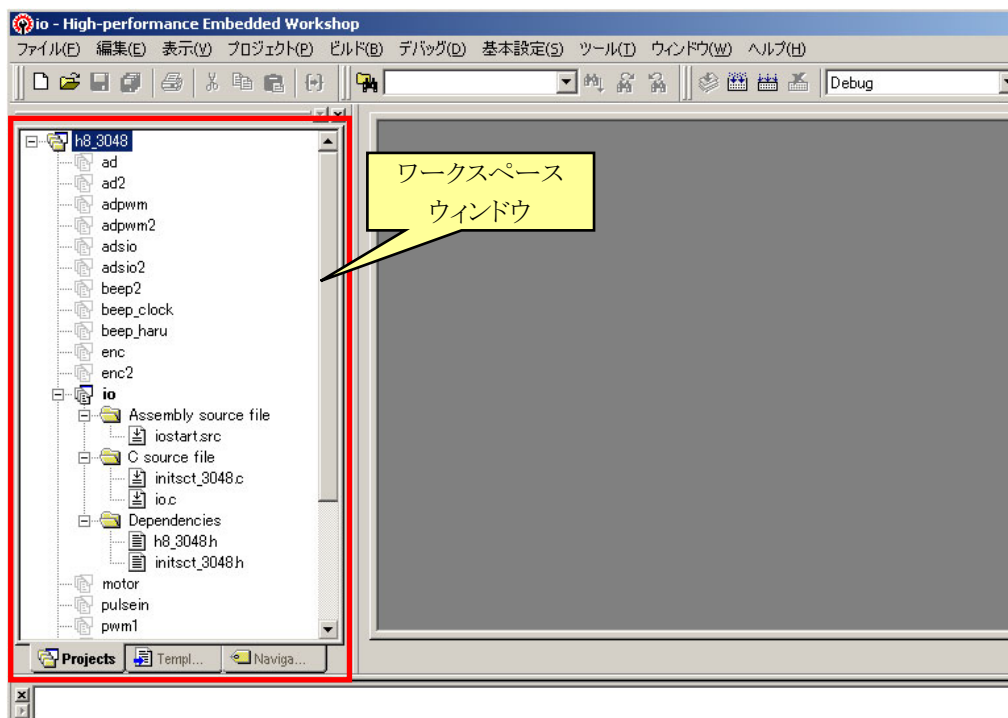 io - High-performance Embedded Workshop
ファイル(F) 編集(E) 表示(V) プロジェクト(P) ビルド(B) デバッグ(D) 基本設定(S) ツール(T) ウィンドウ(W) ヘルプ(H)
Debug
h8_3048
ad
ad2
adpwm
adpwm2
adsio
adsio2
beep2
beep_clock
beep_haru
enc
enc2
io
Assembly source file
iostart.src
C source file
initsct_3048.c
io.c
Dependencies
h8_3048.h
initsct_3048.h
motor
pulsein
pwm1
Projects Templ... Naviga...
ワークスペース
ウィンドウ